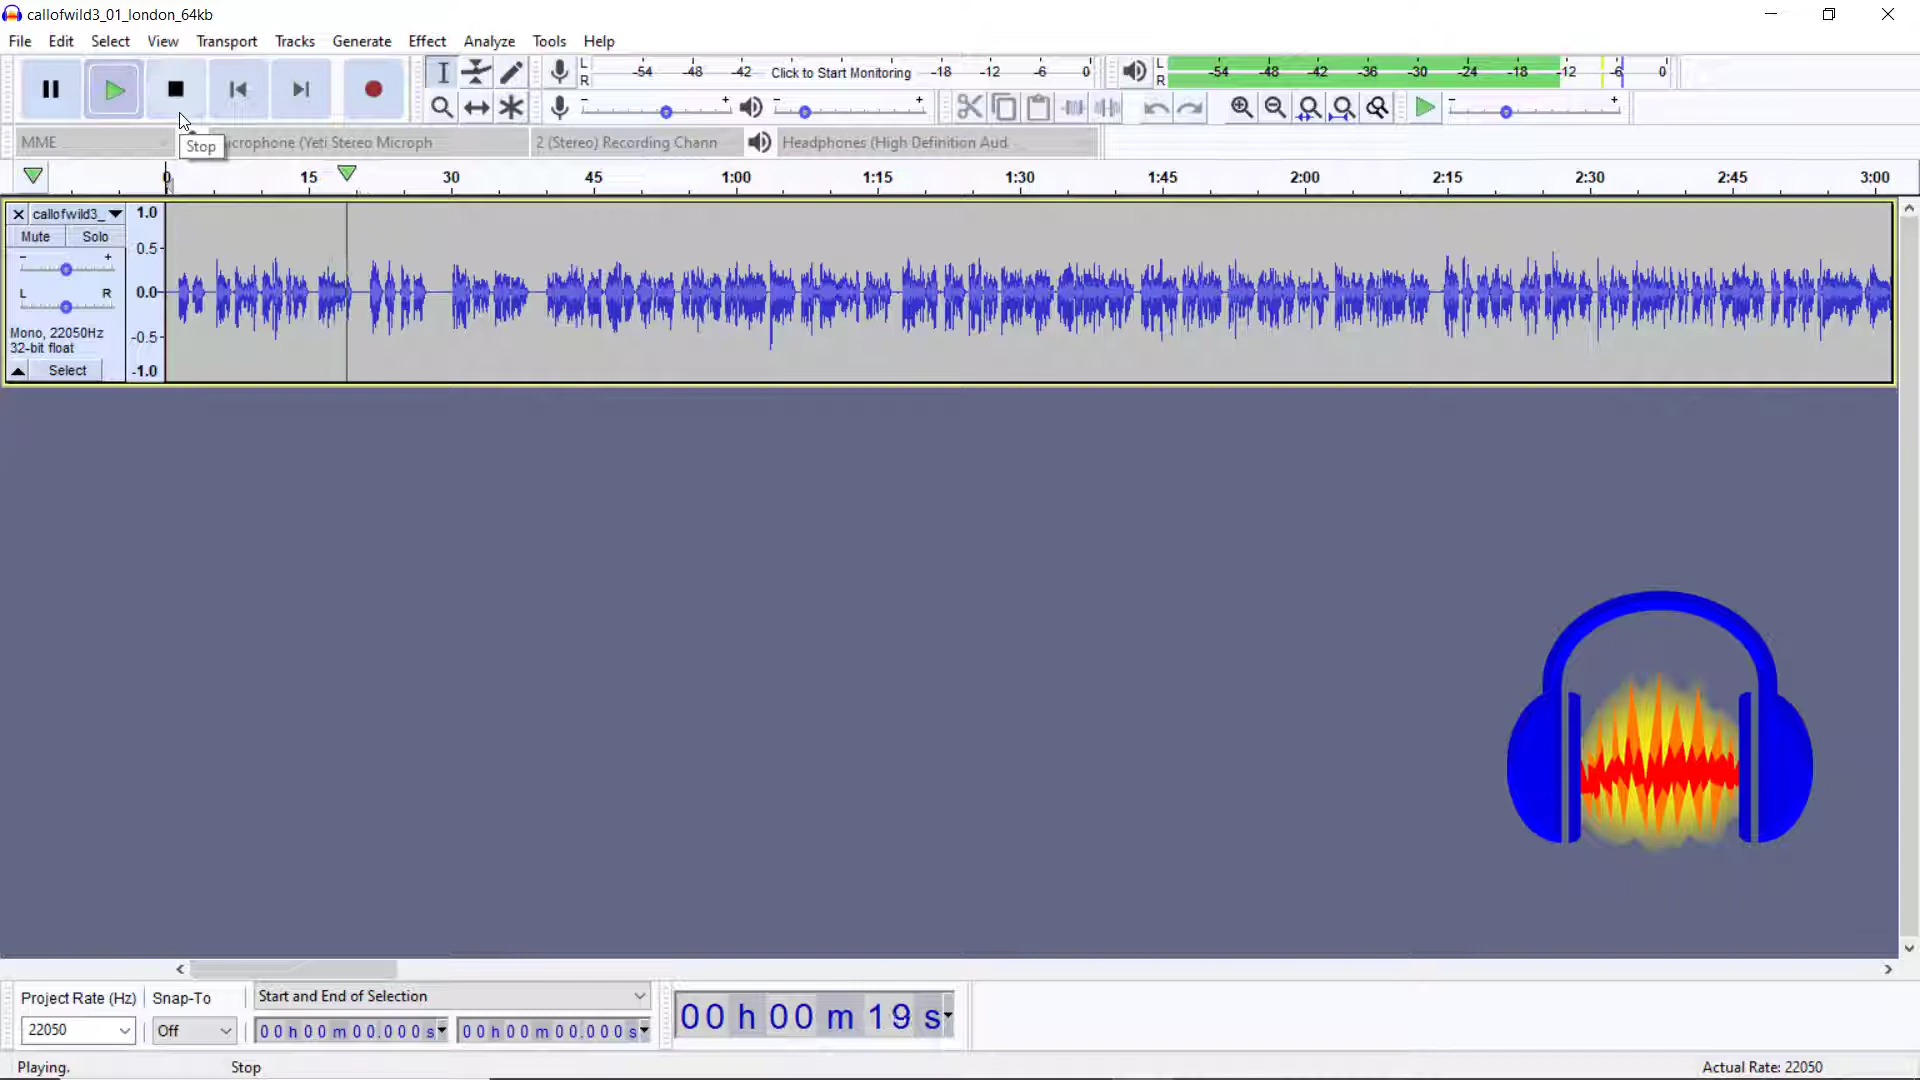 callofwild3_01_london_64kb
File Edit Select View Transport Tracks Generate Effect Analyze Tools Help
L R -54 -48 -42 Click to Start Monitoring -18 -12 -6 0
L R -54 -48 -42 -36 -30 -24 -18 -12 -6 0
- + - + - +
MME
Stop
icrophone (Yeti Stereo Microph
2 (Stereo) Recording Chann
Headphones (High Definition Aud
0 15 30 45 1:00 1:15 1:30 1:45 2:00 2:15 2:30 2:45 3:00
callofwild3_
Mute Solo
- +
L R
Mono, 22050Hz
32-bit float
Select
1.0
0.5
0.0
-0.5
-1.0
Project Rate (Hz) Snap-To Start and End of Selection
22050 Off 00 h 00 m 00.000 s 00 h 00 m 00.000 s
00 h 00 m 19 s
Playing. Stop Actual Rate: 22050